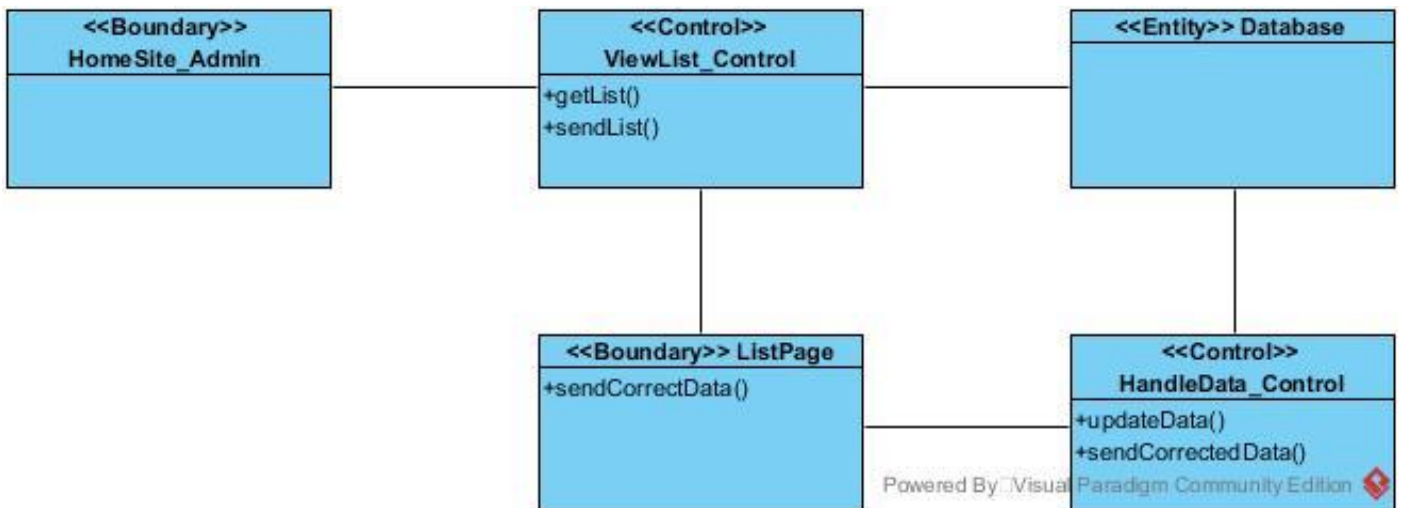 <<Boundary>>
HomeSite_Admin
<<Control>>
ViewList_Control
+getList()
+sendList()
<<Entity>> Database
<<Boundary>> ListPage
+sendCorrectData()
<<Control>>
HandleData_Control
+updateData()
+sendCorrectedData()
Powered By Visual Paradigm Community Edition